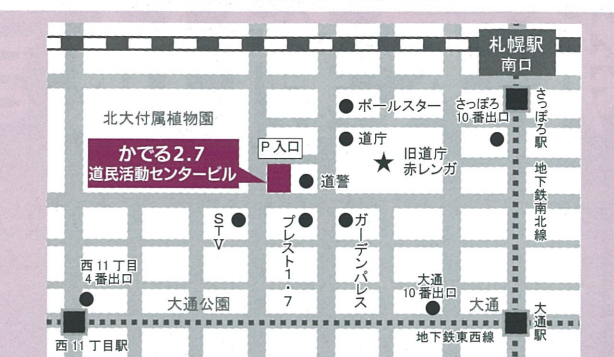 札幌駅
南口
ポールスター
さっぽろ
10番出口
さっぽろ駅
北大付属植物園
道庁
旧道庁
赤レンガ
P入口
かでる2.7
道民活動センタービル
道警
地下鉄南北線
STV
プレスト1・7
ガーデンパレス
西11丁目
4番出口
大通公園
大通
10番出口
大通
大通駅
地下鉄東西線
西11丁目駅